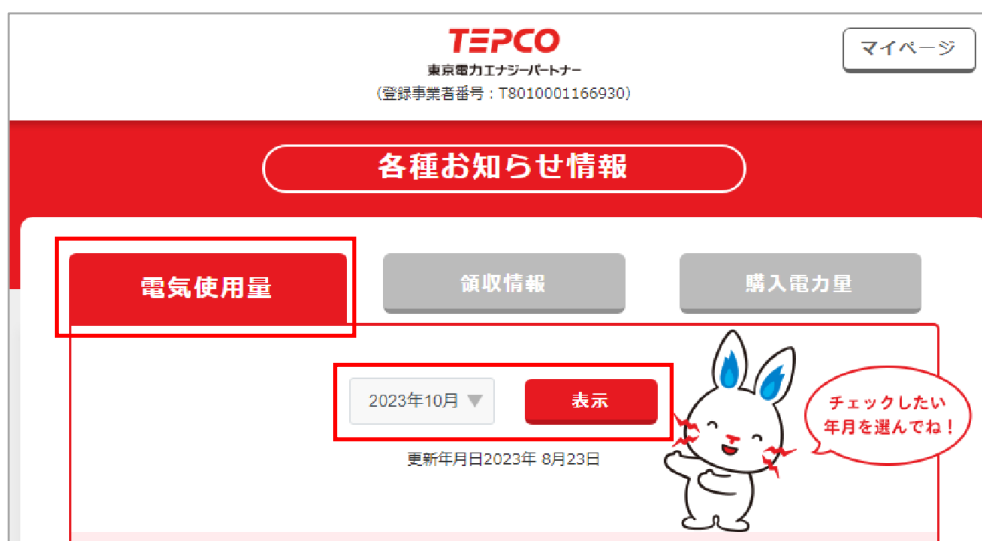 TEPCO
マイページ
東京電力エナジーパートナー
(登録事業者番号：T8010001166930)
各種お知らせ情報
電気使用量
領収情報
購入電力量
2023年10月 ▼
表示
チェックしたい
年月を選んでね！
更新年月日2023年 8月23日